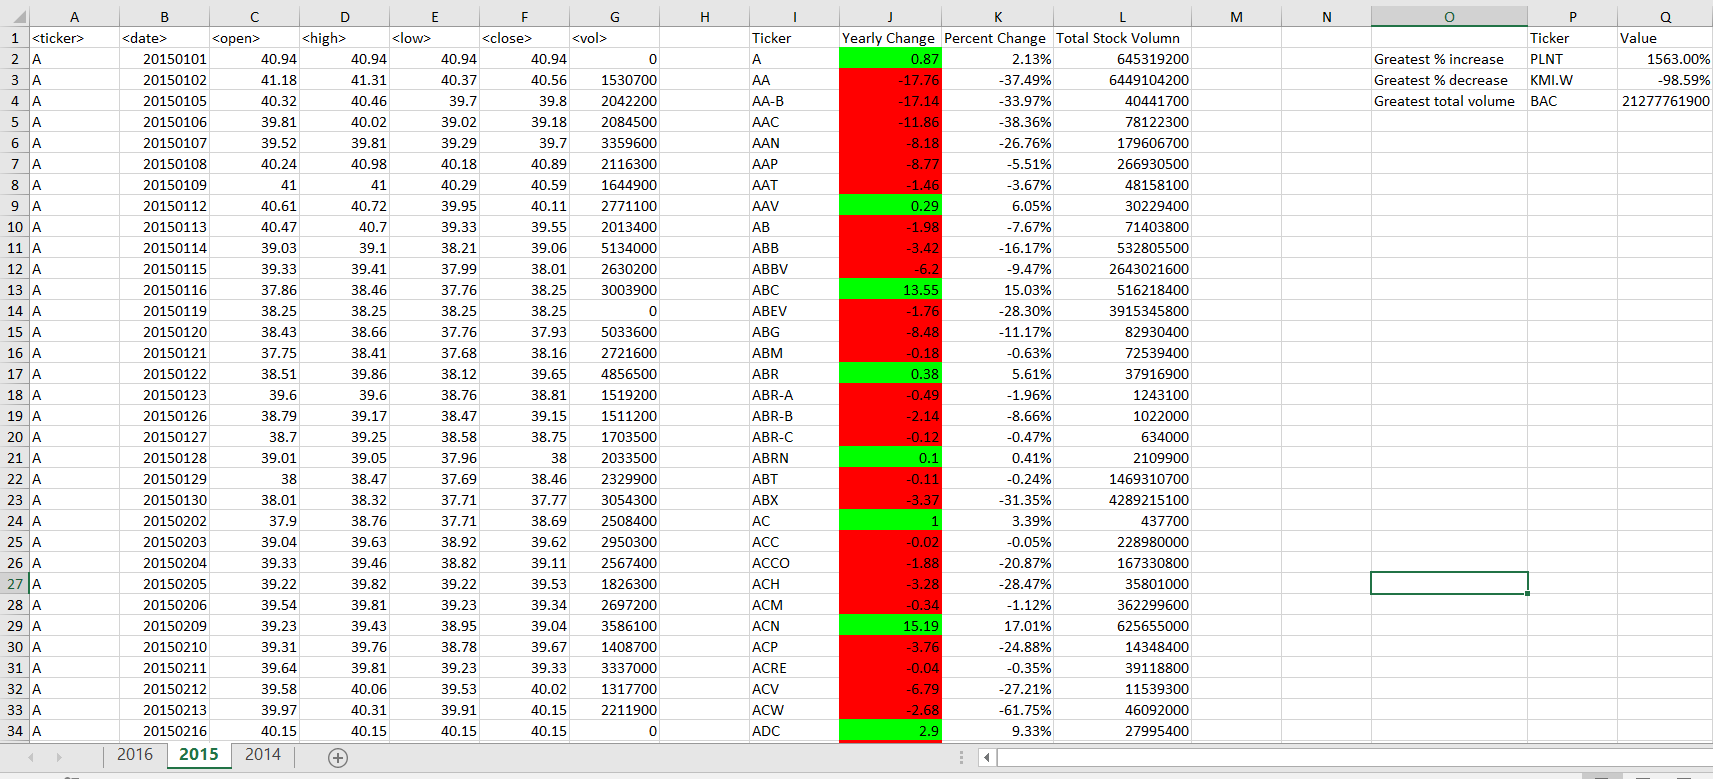 A B C D E F G H I J K L M N O P Q
1 <ticker> <date> <open> <high> <low> <close> <vol> Ticker Yearly Change Percent Change Total Stock Volumn Ticker Value
2 A 20150101 40.94 40.94 40.94 40.94 0 A 0.87 2.13% 645319200 Greatest % increase PLNT 1563.00%
3 A 20150102 41.18 41.31 40.37 40.56 1530700 AA -17.76 -37.49% 6449104200 Greatest % decrease KMI.W -98.59%
4 A 20150105 40.32 40.46 39.7 39.8 2042200 AA-B -17.14 -33.97% 40441700 Greatest total volume BAC 21277761900
5 A 20150106 39.81 40.02 39.02 39.18 2084500 AAC -11.86 -38.36% 78122300
6 A 20150107 39.52 39.81 39.29 39.7 3359600 AAN -8.18 -26.76% 179606700
7 A 20150108 40.24 40.98 40.18 40.89 2116300 AAP -8.77 -5.51% 266930500
8 A 20150109 41 41 40.29 40.59 1644900 AAT -1.46 -3.67% 48158100
9 A 20150112 40.61 40.72 39.95 40.11 2771100 AAV 0.29 6.05% 30229400
10 A 20150113 40.47 40.7 39.33 39.55 2013400 AB -1.98 -7.67% 71403800
11 A 20150114 39.03 39.1 38.21 39.06 5134000 ABB -3.42 -16.17% 532805500
12 A 20150115 39.33 39.41 37.99 38.01 2630200 ABBV -6.2 -9.47% 2643021600
13 A 20150116 37.86 38.46 37.76 38.25 3003900 ABC 13.55 15.03% 516218400
14 A 20150119 38.25 38.25 38.25 38.25 0 ABEV -1.76 -28.30% 3915345800
15 A 20150120 38.43 38.66 37.76 37.93 5033600 ABG -8.48 -11.17% 82930400
16 A 20150121 37.75 38.41 37.68 38.16 2721600 ABM -0.18 -0.63% 72539400
17 A 20150122 38.51 39.86 38.12 39.65 4856500 ABR 0.38 5.61% 37916900
18 A 20150123 39.6 39.6 38.76 38.81 1519200 ABR-A -0.49 -1.96% 1243100
19 A 20150126 38.79 39.17 38.47 39.15 1511200 ABR-B -2.14 -8.66% 1022000
20 A 20150127 38.7 39.25 38.58 38.75 1703500 ABR-C -0.12 -0.47% 634000
21 A 20150128 39.01 39.05 37.96 38 2033500 ABRN 0.1 0.41% 2109900
22 A 20150129 38 38.47 37.69 38.46 2329900 ABT -0.11 -0.24% 1469310700
23 A 20150130 38.01 38.32 37.71 37.77 3054300 ABX -3.37 -31.35% 4289215100
24 A 20150202 37.9 38.76 37.71 38.69 2508400 AC 1 3.39% 437700
25 A 20150203 39.04 39.63 38.92 39.62 2950300 ACC -0.02 -0.05% 228980000
26 A 20150204 39.33 39.46 38.82 39.11 2567400 ACCO -1.88 -20.87% 167330800
27 A 20150205 39.22 39.82 39.22 39.53 1826300 ACH -3.28 -28.47% 35801000
28 A 20150206 39.54 39.81 39.23 39.34 2697200 ACM -0.34 -1.12% 362299600
29 A 20150209 39.23 39.43 38.95 39.04 3586100 ACN 15.19 17.01% 625655000
30 A 20150210 39.31 39.76 38.78 39.67 1408700 ACP -3.76 -24.88% 14348400
31 A 20150211 39.64 39.81 39.23 39.33 3337000 ACRE -0.04 -0.35% 39118800
32 A 20150212 39.58 40.06 39.53 40.02 1317700 ACV -6.79 -27.21% 11539300
33 A 20150213 39.97 40.31 39.91 40.15 2211900 ACW -2.68 -61.75% 46092000
34 A 20150216 40.15 40.15 40.15 40.15 0 ADC 2.9 9.33% 27995400
2016 2015 2014